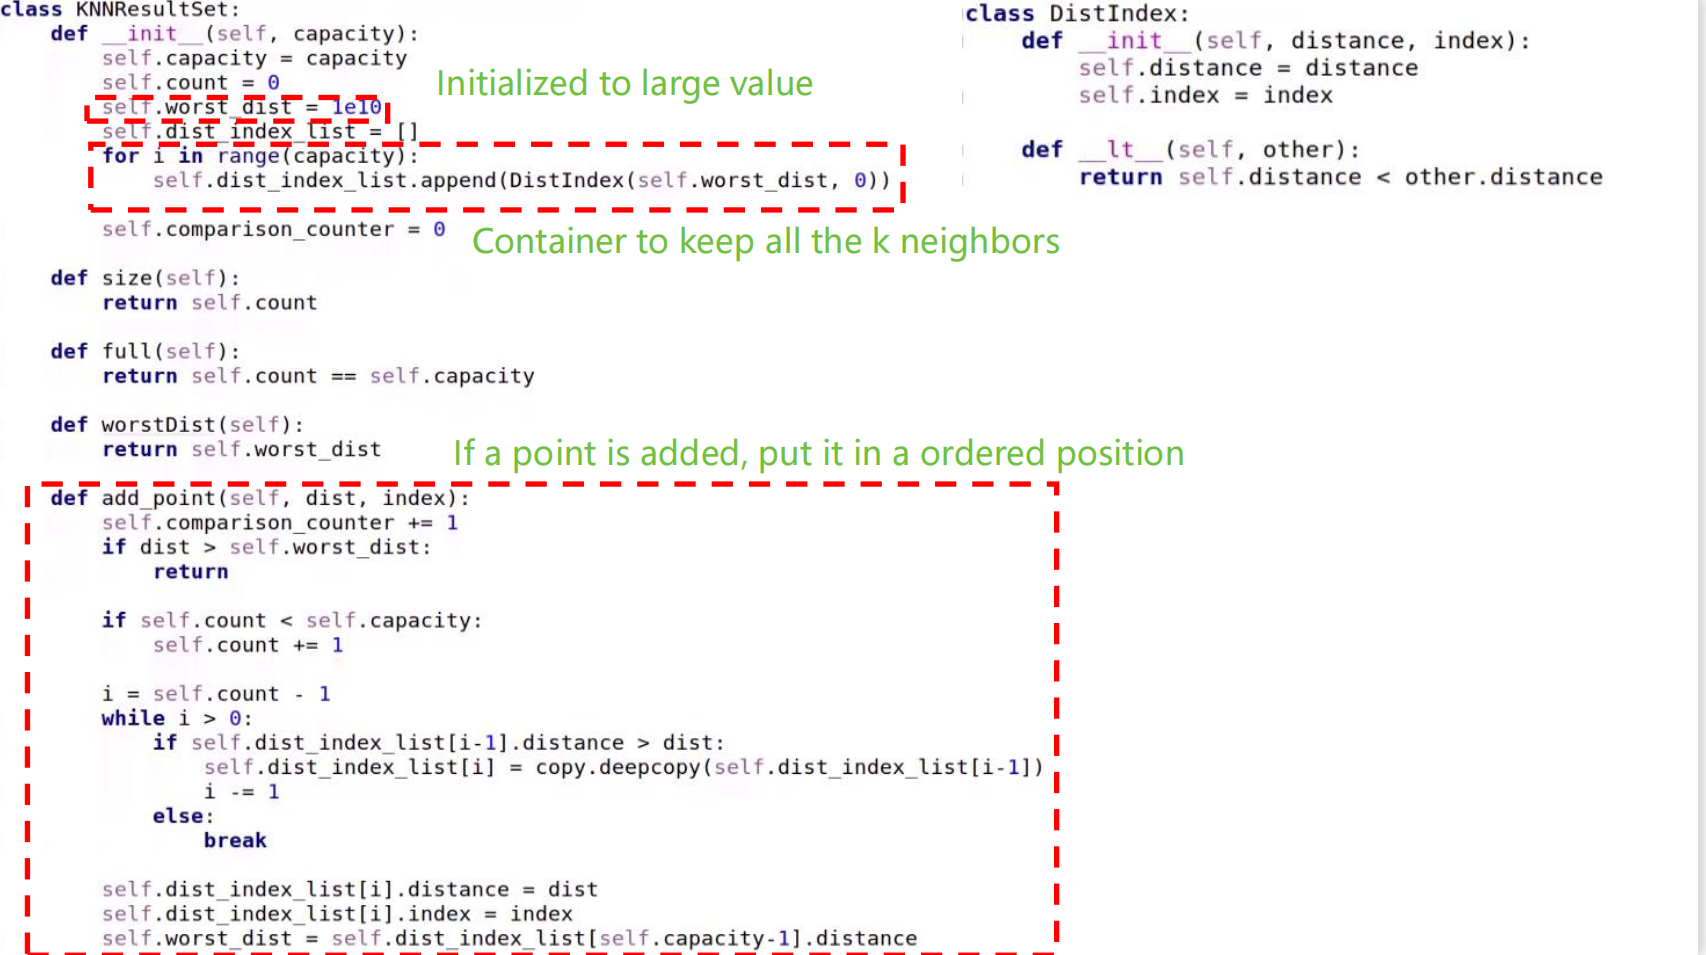 class KNNResultSet:
    def __init__(self, capacity):
        self.capacity = capacity
        self.count = 0
        self.worst_dist = 1e10
        self.dist_index_list = []
        for i in range(capacity):
            self.dist_index_list.append(DistIndex(self.worst_dist, 0))

        self.comparison_counter = 0

    def size(self):
        return self.count

    def full(self):
        return self.count == self.capacity

    def worstDist(self):
        return self.worst_dist

    def add_point(self, dist, index):
        self.comparison_counter += 1
        if dist > self.worst_dist:
            return

        if self.count < self.capacity:
            self.count += 1

        i = self.count - 1
        while i > 0:
            if self.dist_index_list[i-1].distance > dist:
                self.dist_index_list[i] = copy.deepcopy(self.dist_index_list[i-1])
                i -= 1
            else:
                break

        self.dist_index_list[i].distance = dist
        self.dist_index_list[i].index = index
        self.worst_dist = self.dist_index_list[self.capacity-1].distance
Initialized to large value
Container to keep all the k neighbors
If a point is added, put it in a ordered position
class DistIndex:
    def __init__(self, distance, index):
        self.distance = distance
        self.index = index

    def __lt__(self, other):
        return self.distance < other.distance